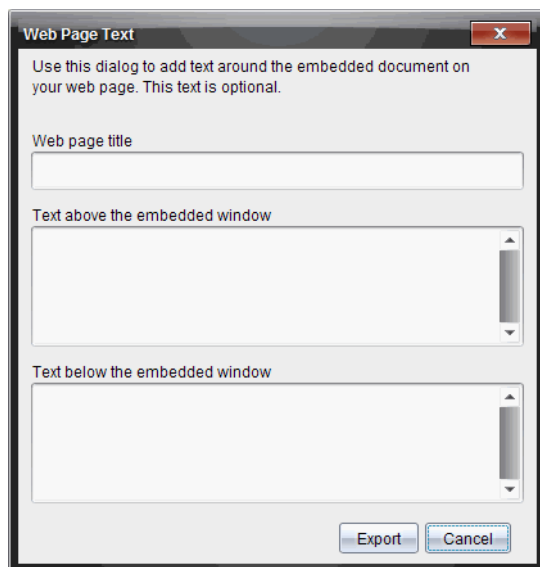 Web Page Text
Use this dialog to add text around the embedded document on
your web page. This text is optional.
Web page title
Text above the embedded window
Text below the embedded window
Export
Cancel